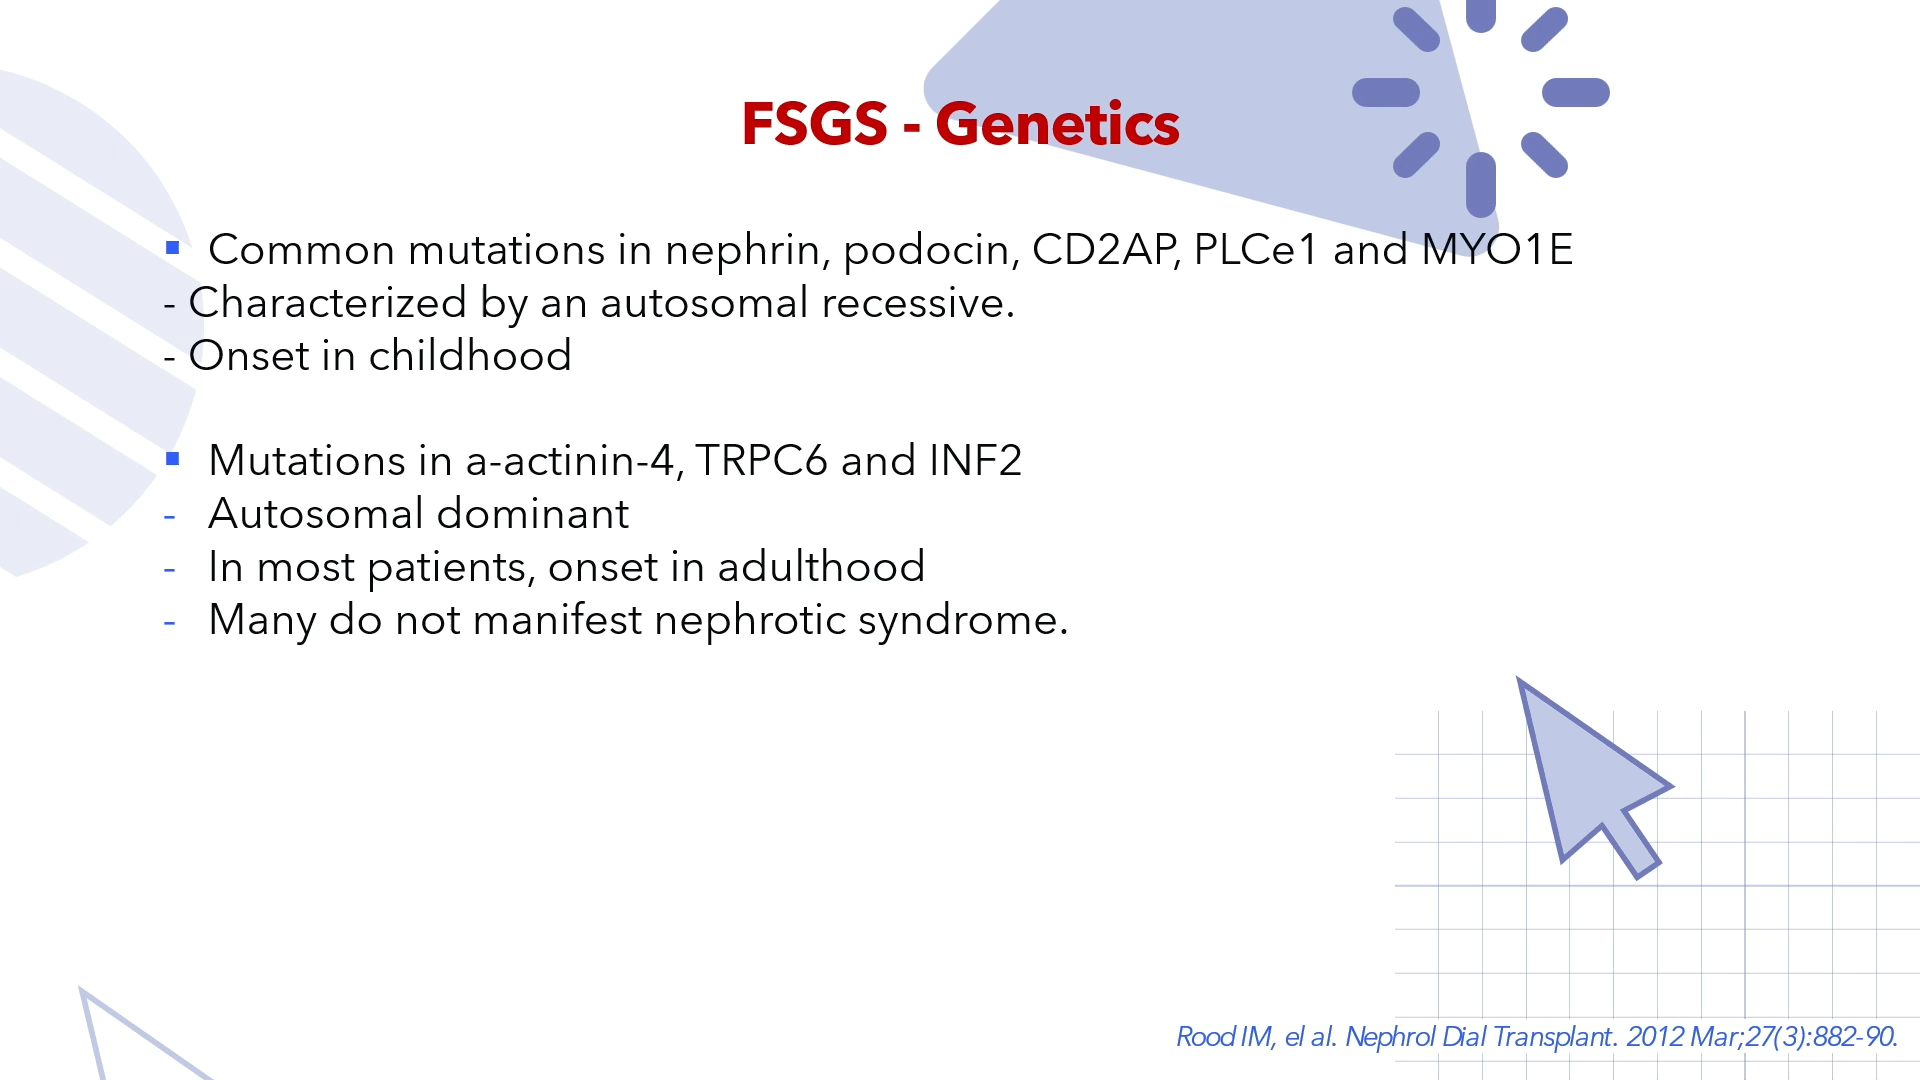 FSGS - Genetics
▪ Common mutations in nephrin, podocin, CD2AP, PLCe1 and MYO1E
- Characterized by an autosomal recessive.
- Onset in childhood
▪ Mutations in a-actinin-4, TRPC6 and INF2
- Autosomal dominant
- In most patients, onset in adulthood
- Many do not manifest nephrotic syndrome.
Rood IM, el al. Nephrol Dial Transplant. 2012 Mar;27(3):882-90.